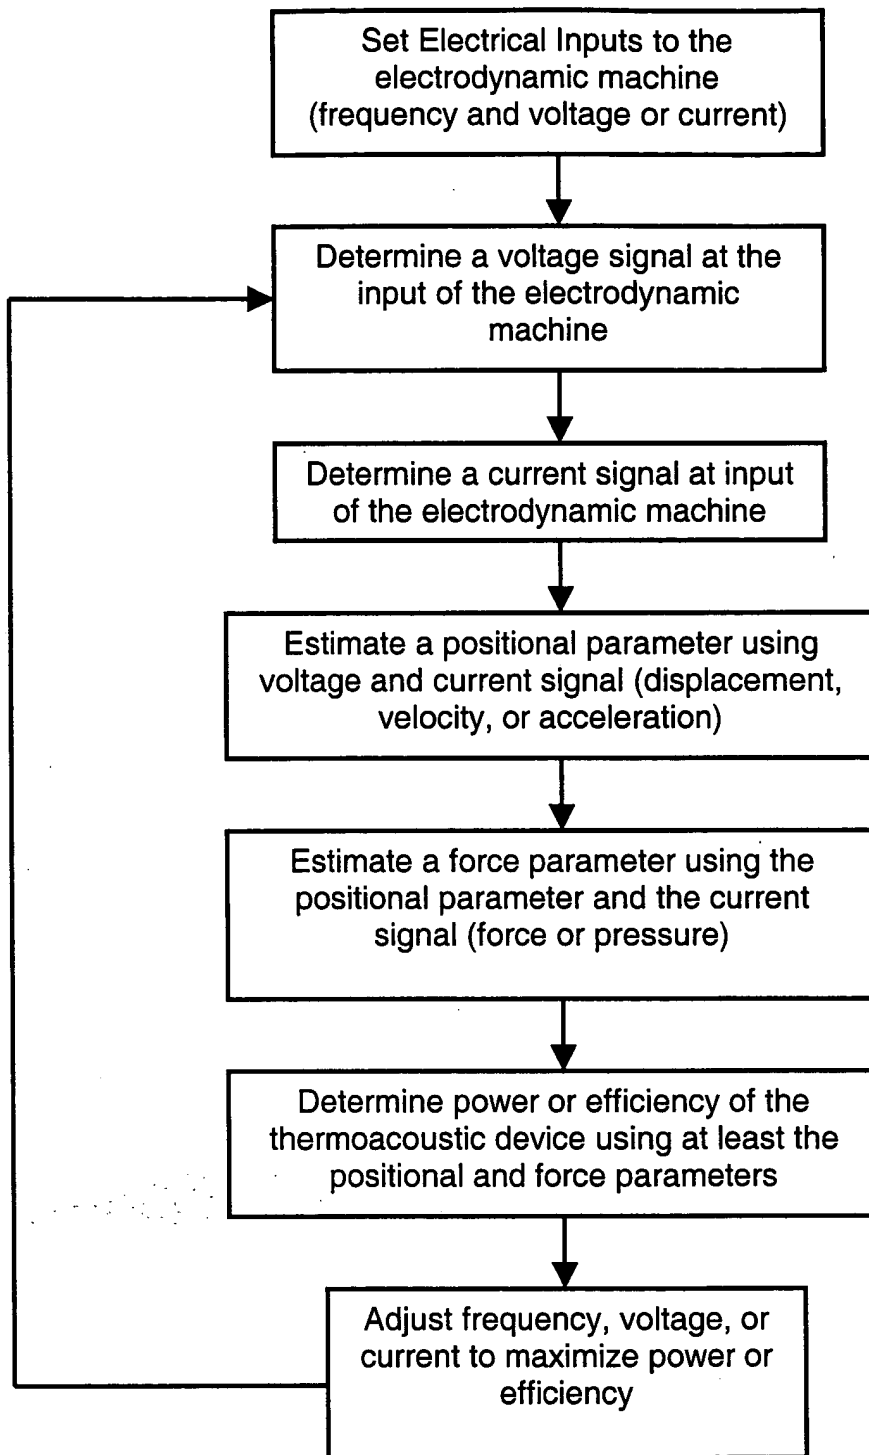 Set Electrical Inputs to the
electrodynamic machine
(frequency and voltage or current)
Determine a voltage signal at the
input of the electrodynamic
machine
Determine a current signal at input
of the electrodynamic machine
Estimate a positional parameter using
voltage and current signal (displacement,
velocity, or acceleration)
Estimate a force parameter using the
positional parameter and the current
signal (force or pressure)
Determine power or efficiency of the
thermoacoustic device using at least the
positional and force parameters
Adjust frequency, voltage, or
current to maximize power or
efficiency